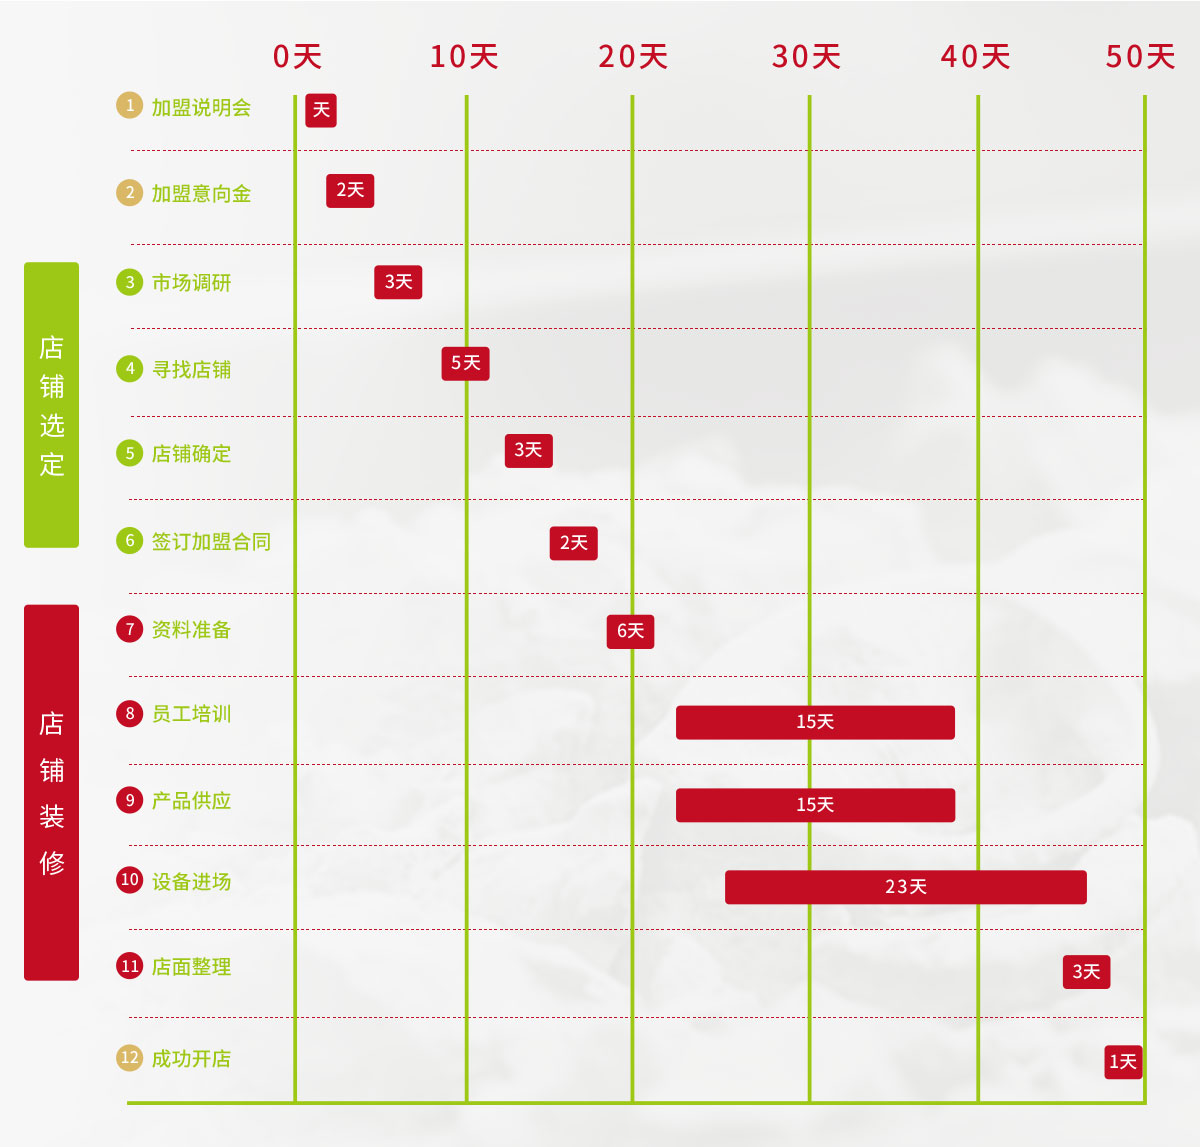 0天 10天 20天 30天 40天 50天
1 加盟说明会 天
2 加盟意向金 2天
店铺选定
3 市场调研 3天
4 寻找店铺 5天
5 店铺确定 3天
6 签订加盟合同 2天
店铺装修
7 资料准备 6天
8 员工培训 15天
9 产品供应 15天
10 设备进场 23天
11 店面整理 3天
12 成功开店 1天